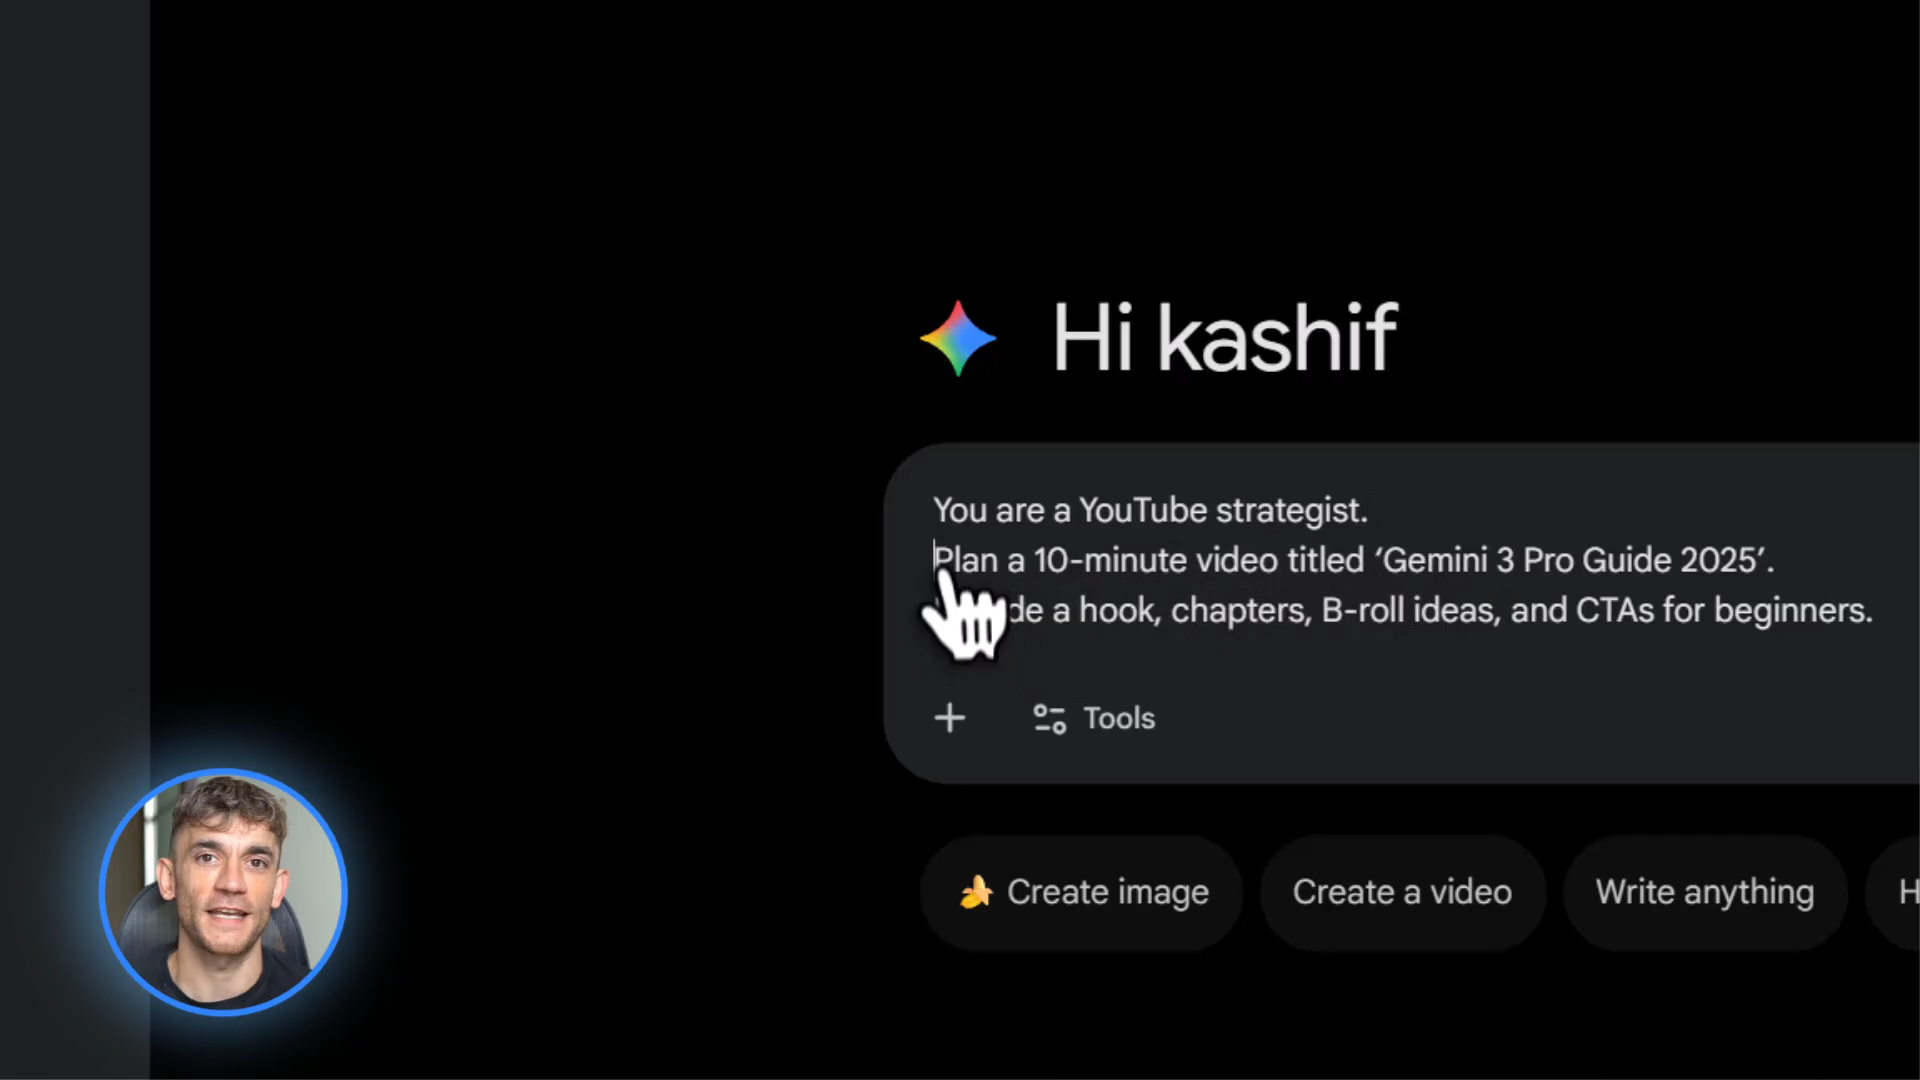 Hi kashif
You are a YouTube strategist.
Plan a 10-minute video titled ‘Gemini 3 Pro Guide 2025’.
de a hook, chapters, B-roll ideas, and CTAs for beginners.
Tools
Create image
Create a video
Write anything
H